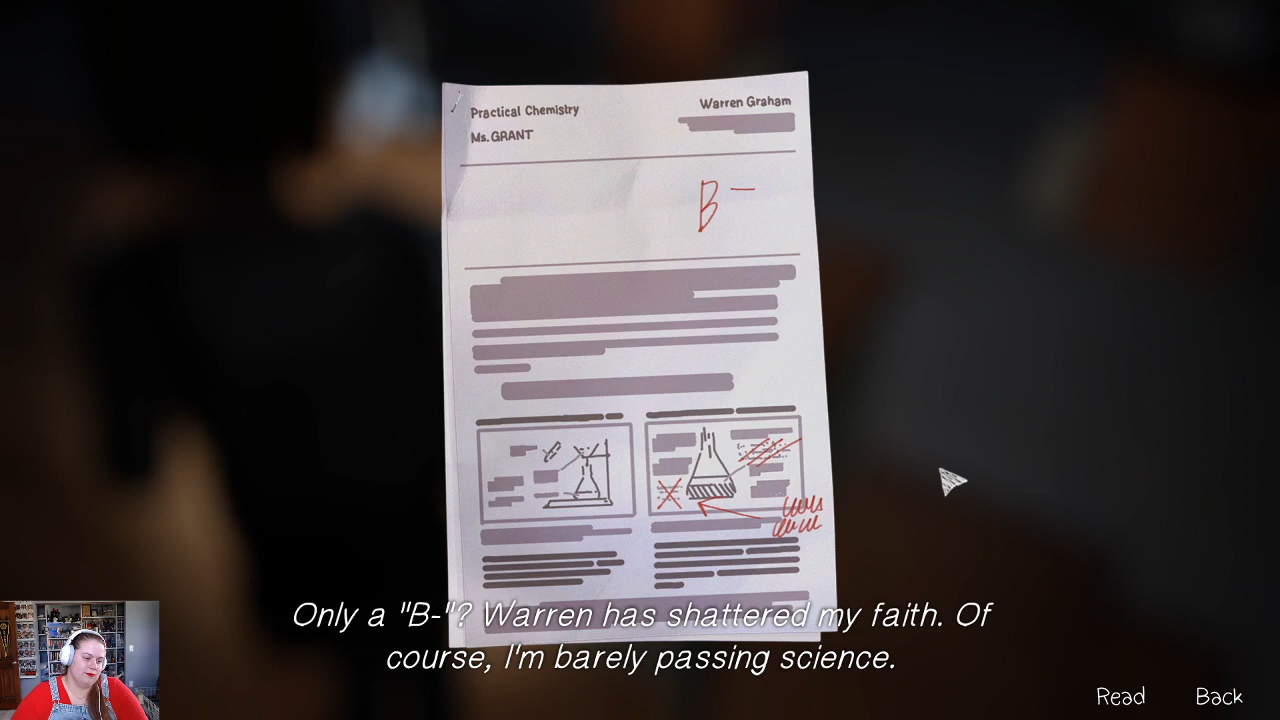 Practical Chemistry
Warren Graham
Ms. GRANT
B-
Only a "B-"? Warren has shattered my faith. Of
course, I'm barely passing science.
Read
Back